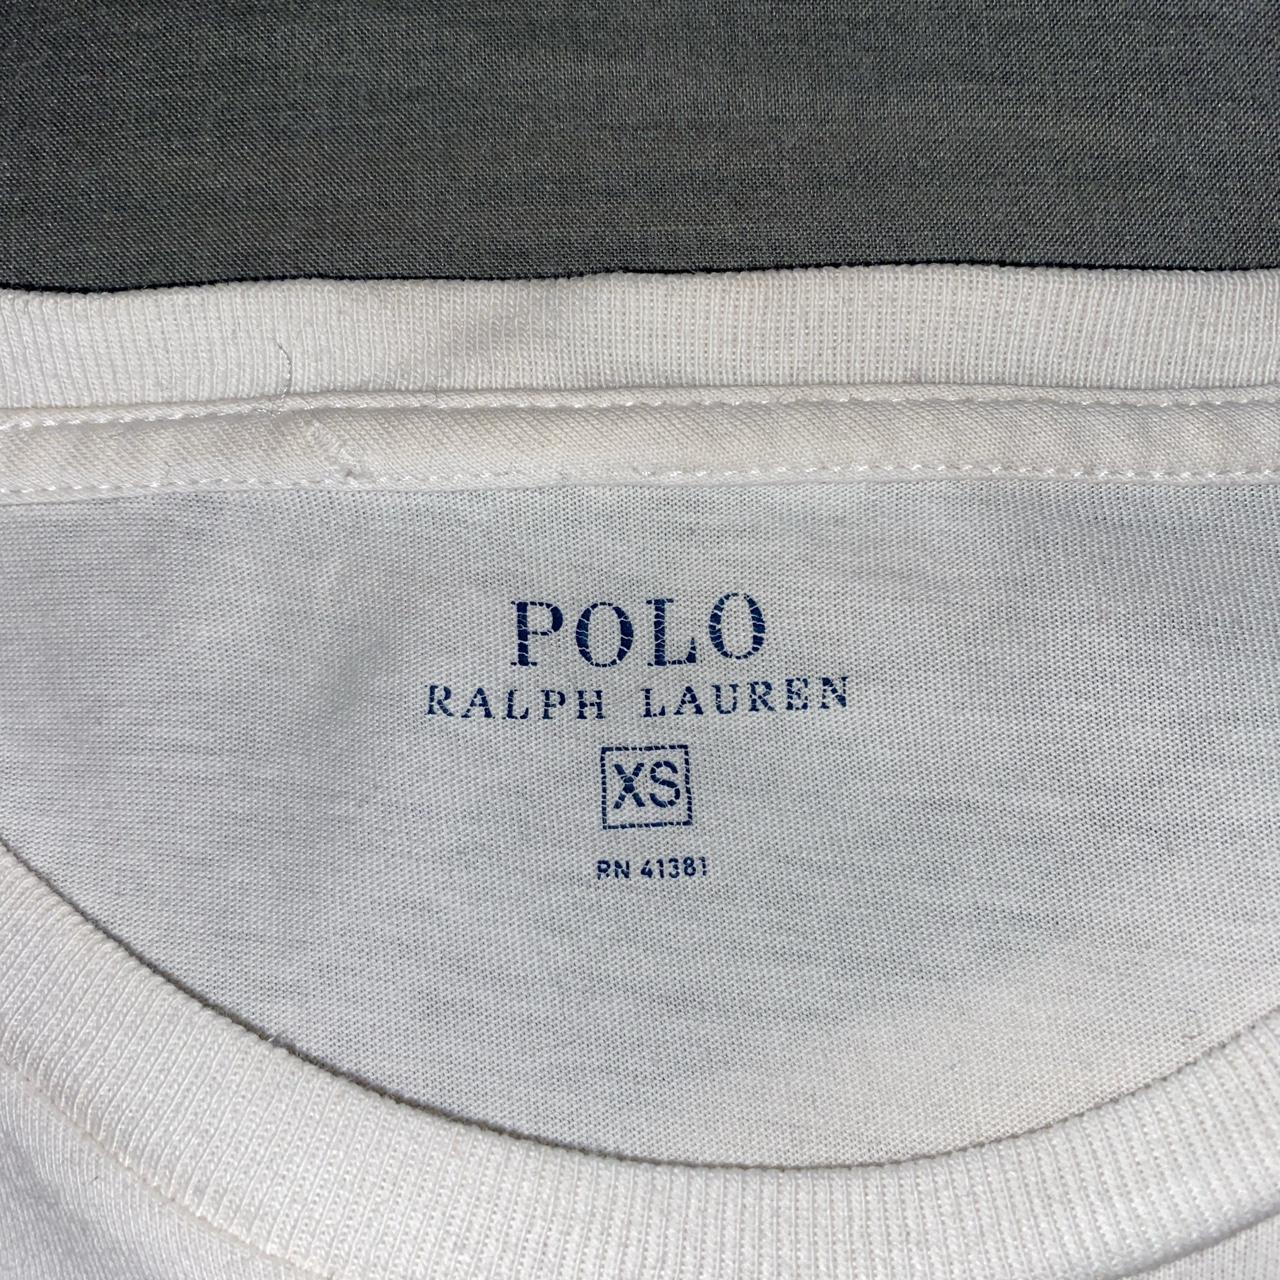 POLO
RALPH LAUREN
XS
RN 41381